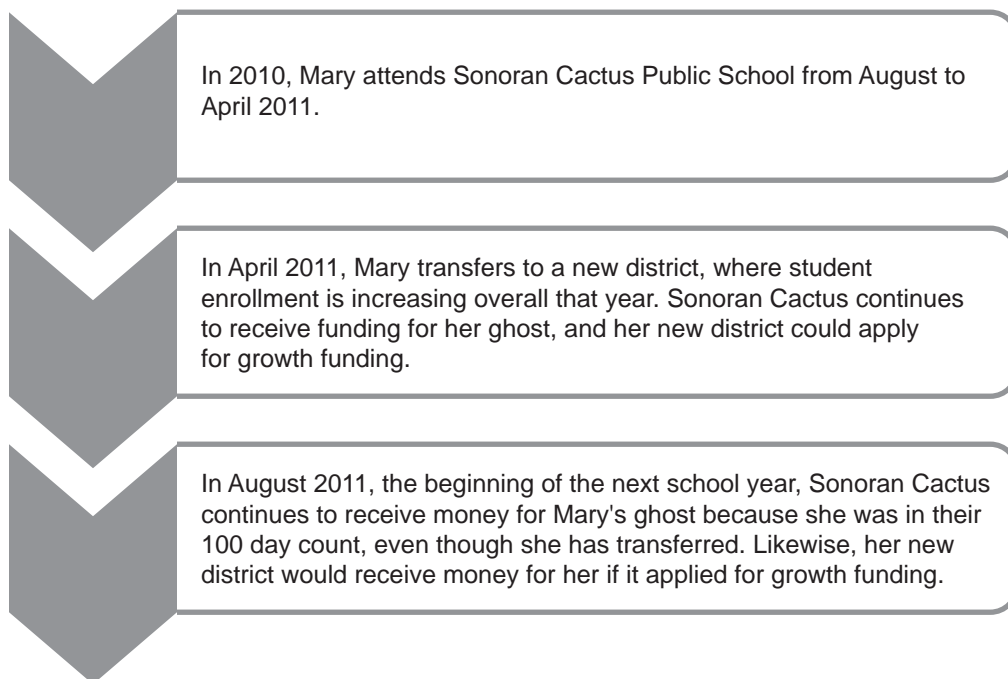 In 2010, Mary attends Sonoran Cactus Public School from August to
April 2011.
In April 2011, Mary transfers to a new district, where student
enrollment is increasing overall that year. Sonoran Cactus continues
to receive funding for her ghost, and her new district could apply
for growth funding.
In August 2011, the beginning of the next school year, Sonoran Cactus
continues to receive money for Mary's ghost because she was in their
100 day count, even though she has transferred. Likewise, her new
district would receive money for her if it applied for growth funding.